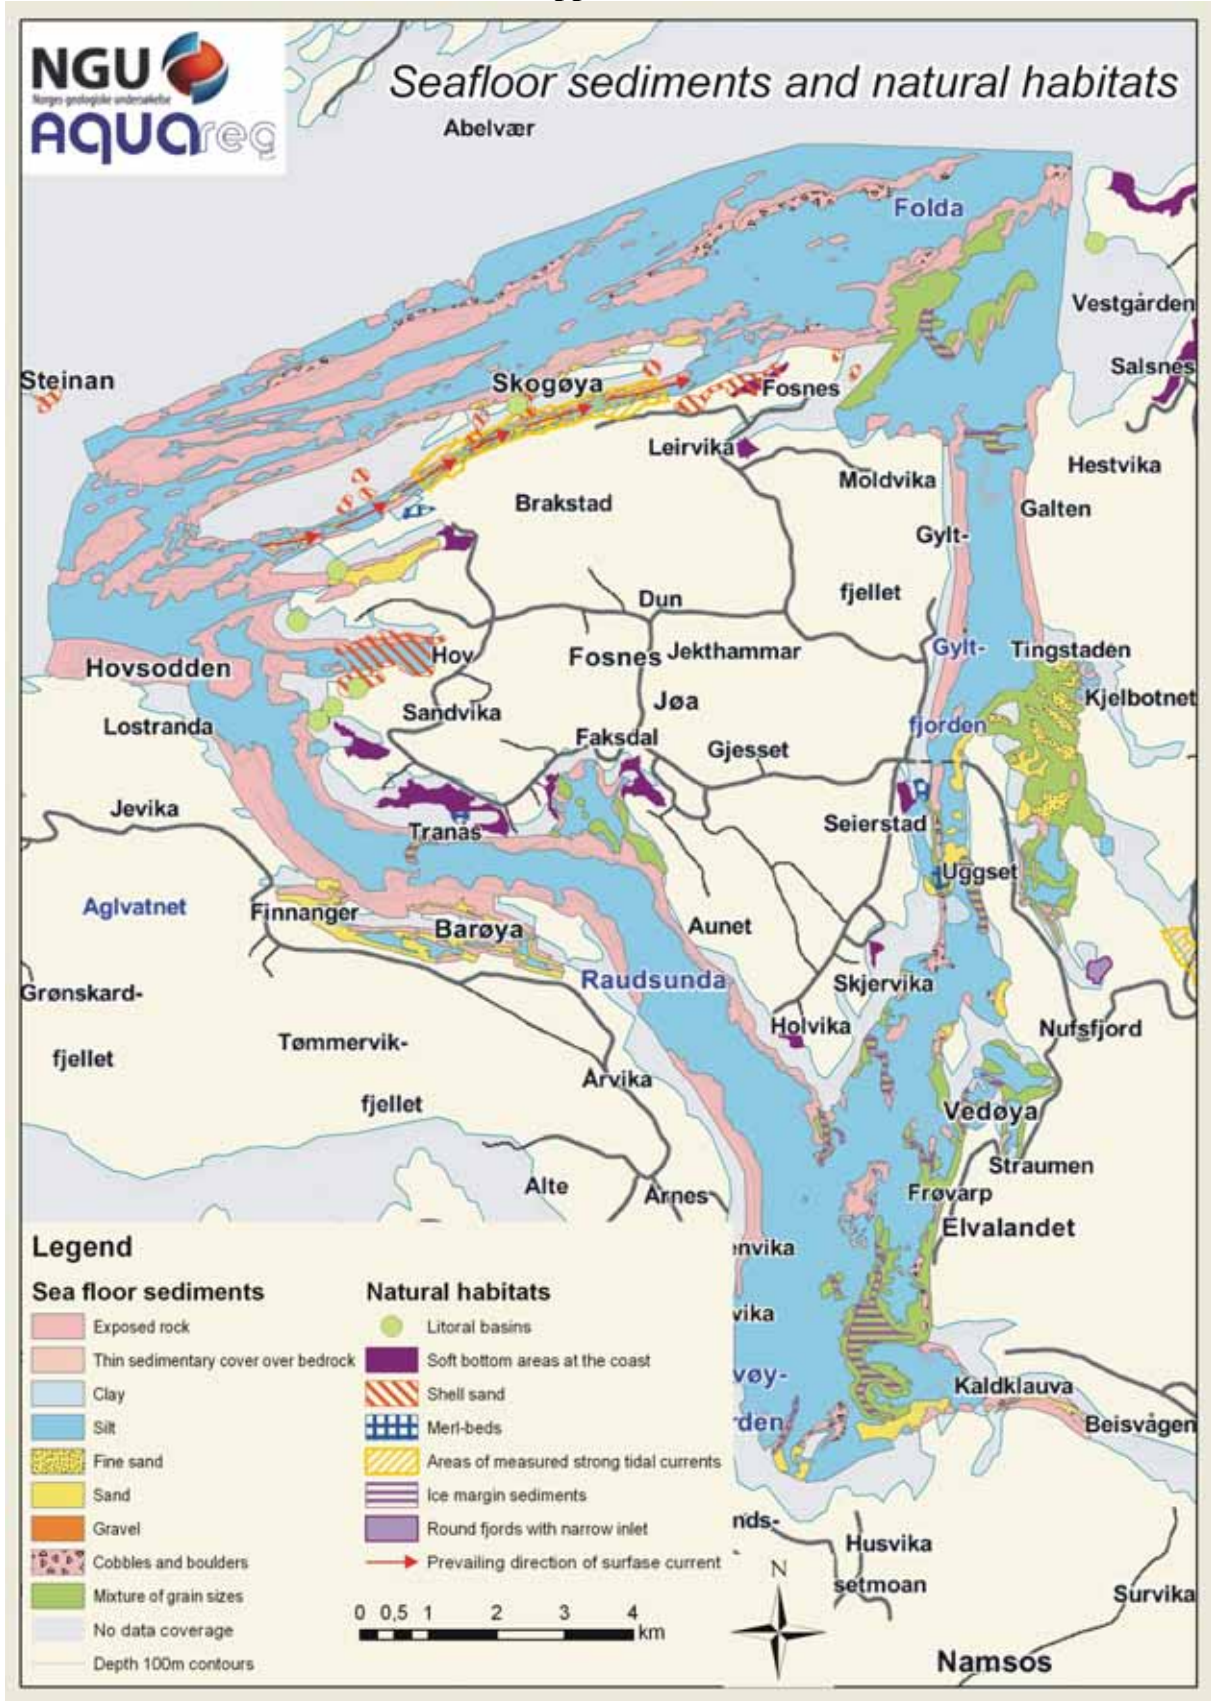 NGU
Norges geologiske undersøkelse
AQUAreg
Seafloor sediments and natural habitats
Abelvær
Folda
Vestgården
Salsnes
Steinan
Skogøya
Fosnes
Leirvika
Moldvika
Hestvika
Brakstad
Galten
Gylt-
fjellet
Dun
Hov
Fosnes
Jekthammar
Gylt-
Tingstaden
Hovsodden
Kjelbotnet
Jøa
Sandvika
Lostranda
fjorden
Faksdal
Gjesset
Jevika
Tranås
Seierstad
Uggset
Aglvatnet
Finnanger
Barøya
Aunet
Raudsunda
Skjervika
Grønskard-
Holvika
Nufsfjord
Tømmervik-
fjellet
Arvika
fjellet
Vedøya
Straumen
Alte
Årnes
Frøvarp
Elvalandet
envika
vika
vøy-
Kaldklauva
rden
Beisvågen
nds-
Husvika
setmoan
Survika
Namsos
N
Legend
Sea floor sediments
Exposed rock
Thin sedimentary cover over bedrock
Clay
Silt
Fine sand
Sand
Gravel
Cobbles and boulders
Mixture of grain sizes
No data coverage
Depth 100m contours
Natural habitats
Litoral basins
Soft bottom areas at the coast
Shell sand
Merl-beds
Areas of measured strong tidal currents
Ice margin sediments
Round fjords with narrow inlet
Prevailing direction of surfase current
0 0,5 1 2 3 4
km